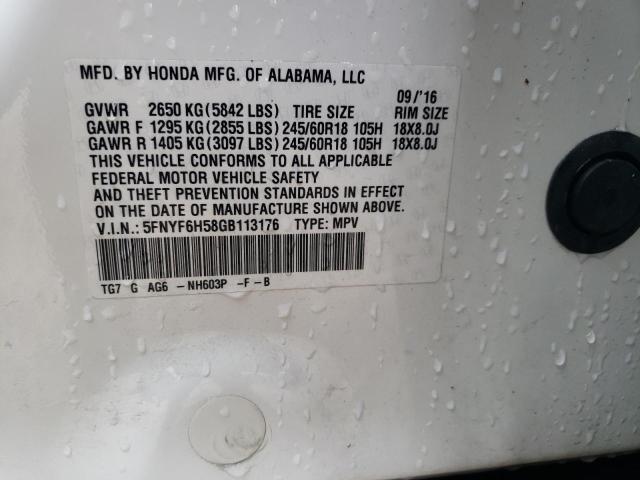 MFD. BY HONDA MFG. OF ALABAMA, LLC
09/'16
GVWR 2650 KG(5842 LBS) TIRE SIZE RIM SIZE
GAWR F 1295 KG(2855 LBS)245/60R18 105H 18X8.0J
GAWR R 1405 KG(3097 LBS)245/60R18 105H 18X8.0J
THIS VEHICLE CONFORMS TO ALL APPLICABLE
FEDERAL MOTOR VEHICLE SAFETY
AND THEFT PREVENTION STANDARDS IN EFFECT
ON THE DATE OF MANUFACTURE SHOWN ABOVE.
V.I.N.: 5FNYF6H58GB113176 TYPE: MPV
TG7 G AG6 -NH603P -F-B